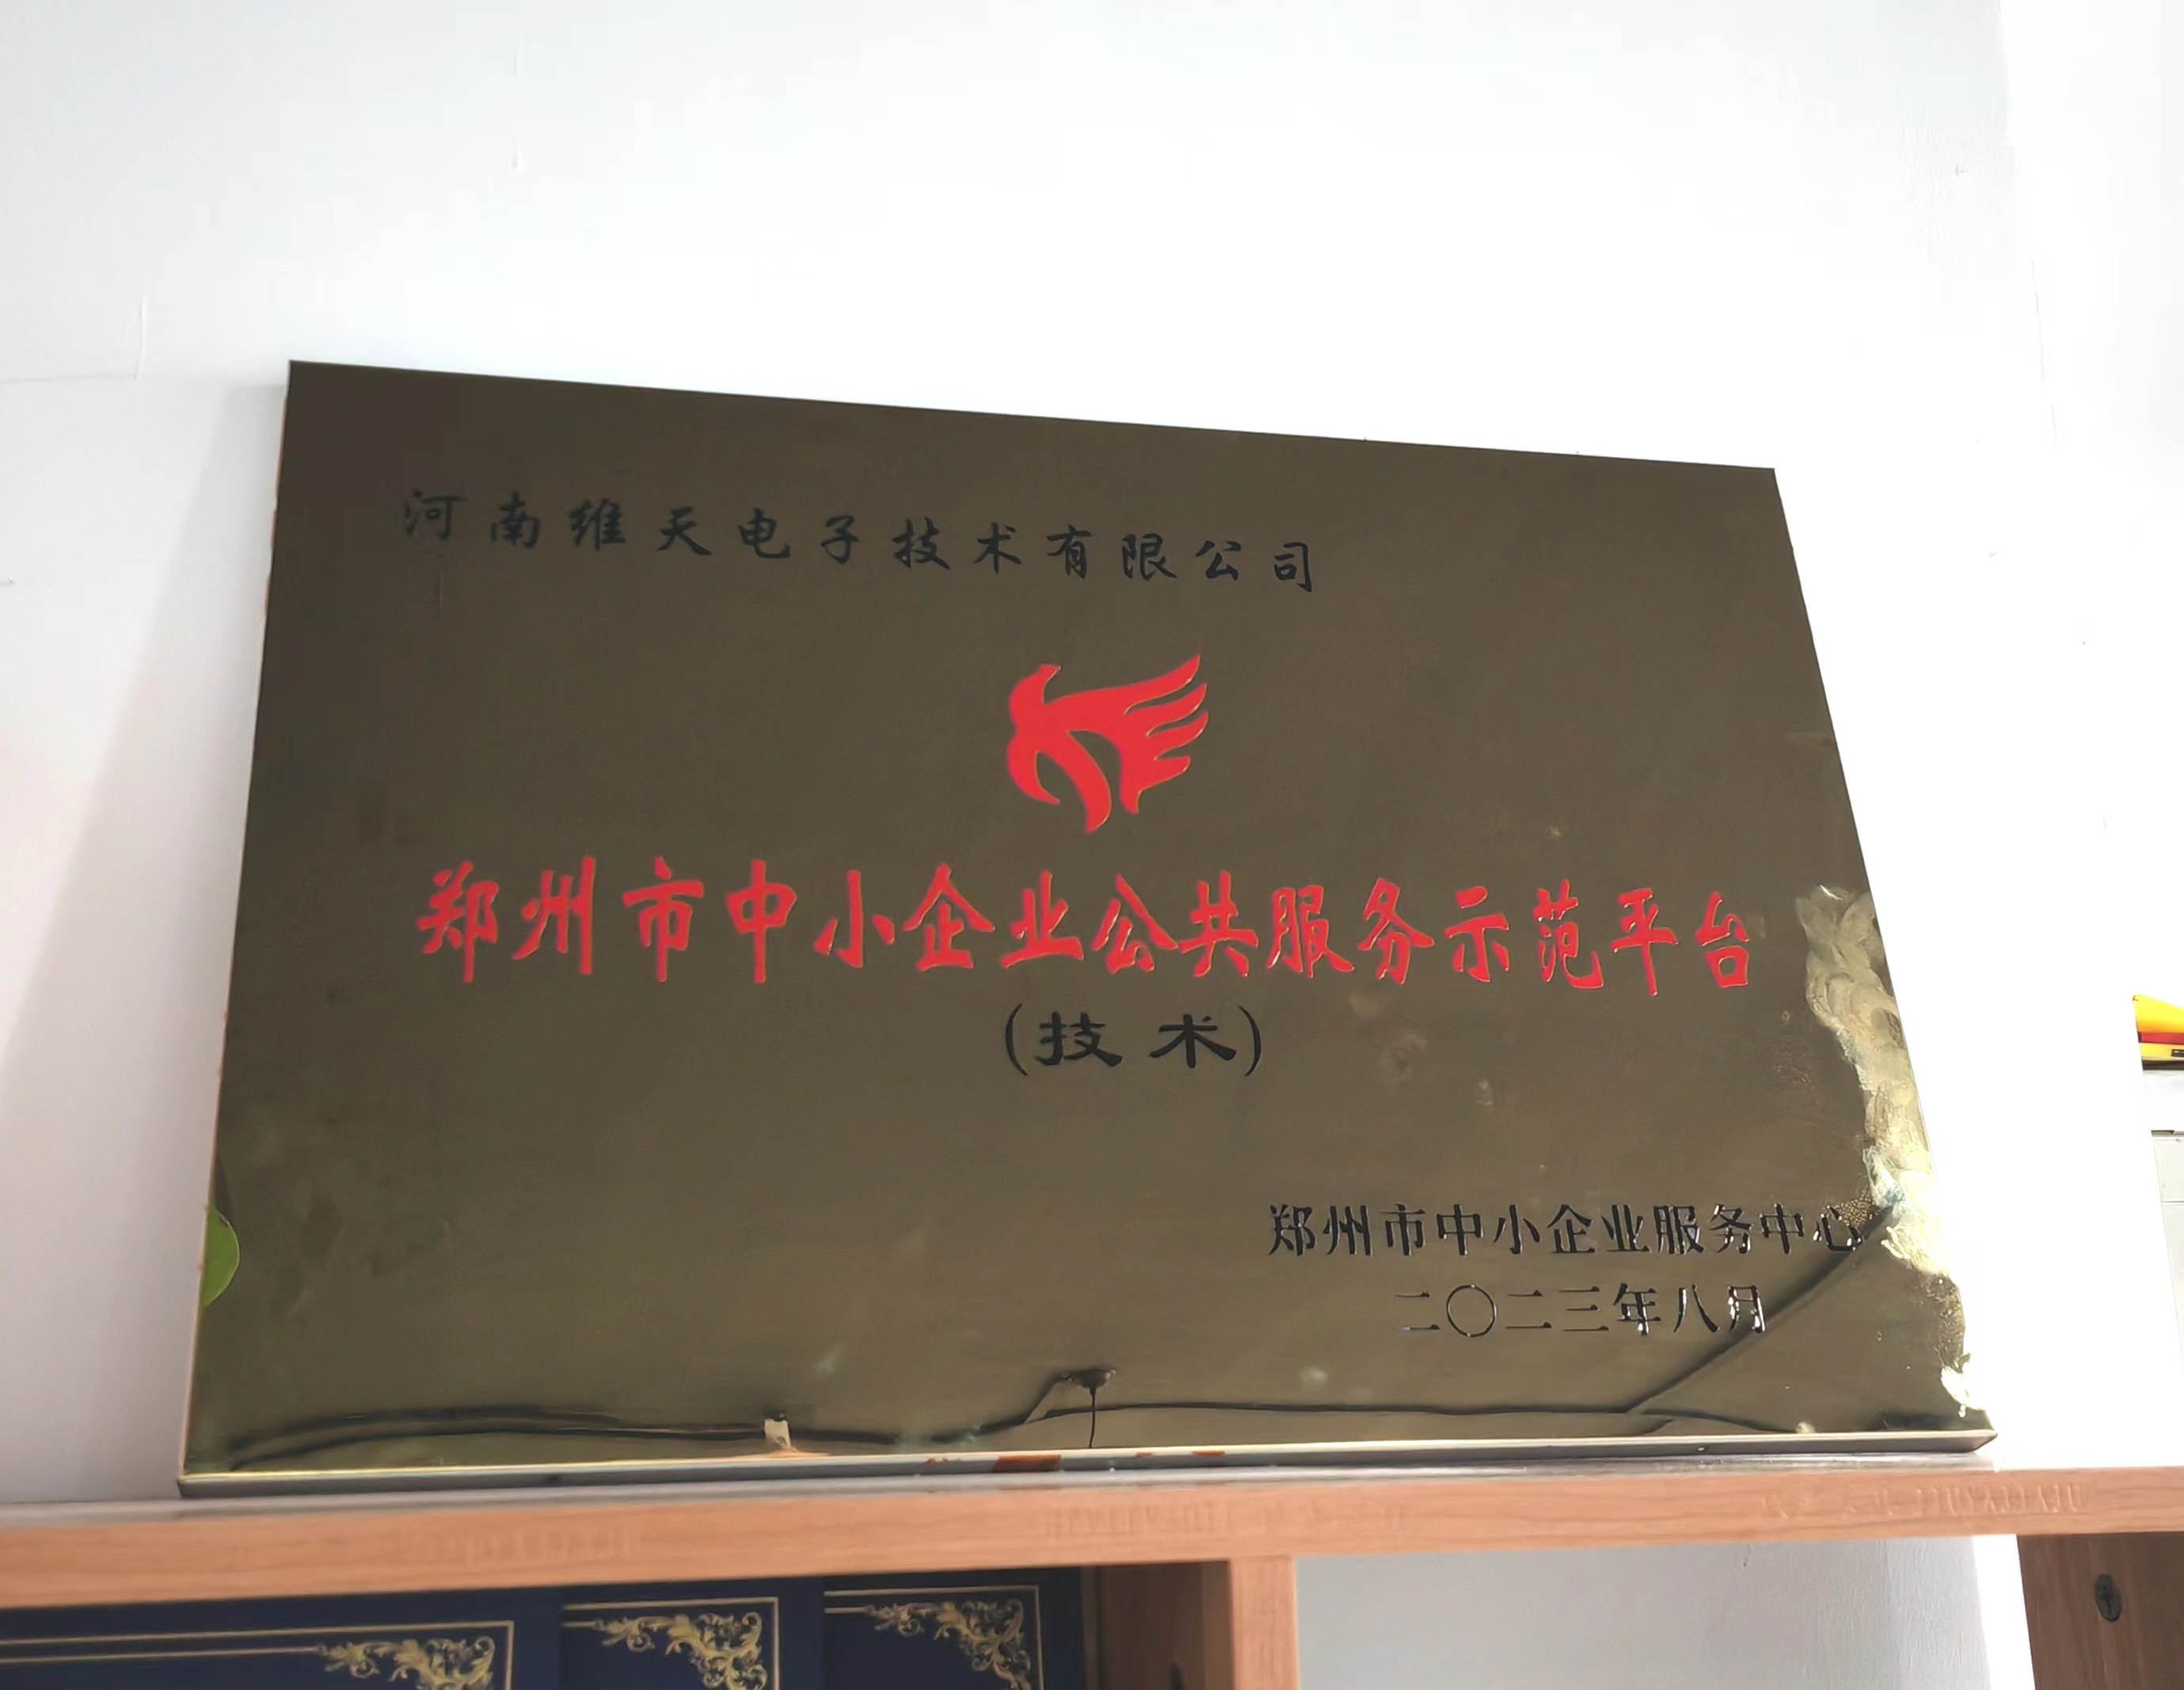 河南维天电子技术有限公司
郑州市中小企业公共服务示范平台
(技术)
郑州市中小企业服务中心
二〇二三年八月